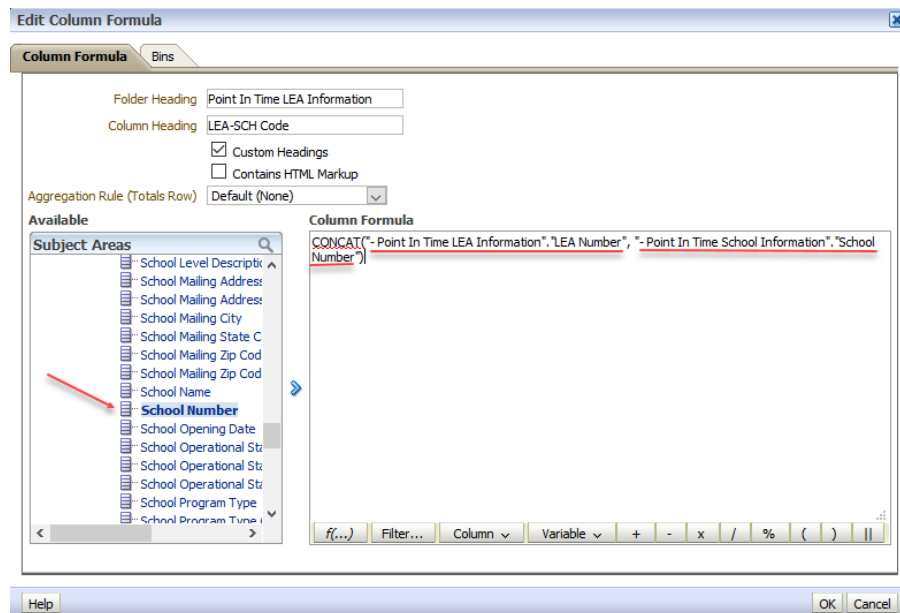 Edit Column Formula
Column Formula
Bins
Folder Heading
Point In Time LEA Information
Column Heading
LEA-SCH Code
Custom Headings
Contains HTML Markup
Aggregation Rule (Totals Row)
Default (None)
Available
Column Formula
Subject Areas
School Level Descriptic
School Mailing Address
School Mailing Address
School Mailing City
School Mailing State C
School Mailing Zip Cod
School Mailing Zip Cod
School Name
School Number
School Opening Date
School Operational Sta
School Operational Sta
School Operational Sta
School Program Type
School Program Type
CONCAT("- Point In Time LEA Information"."LEA Number", "- Point In Time School Information"."School
Number")
f(...)
Filter...
Column
Variable
+
-
x
/
%
(
)
||
Help
OK
Cancel